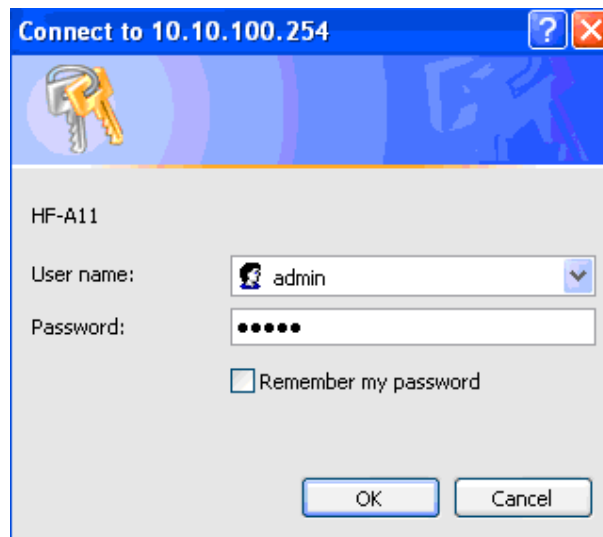 Connect to 10.10.100.254
HF-A11
User name: admin
Password: •••••
Remember my password
OK Cancel